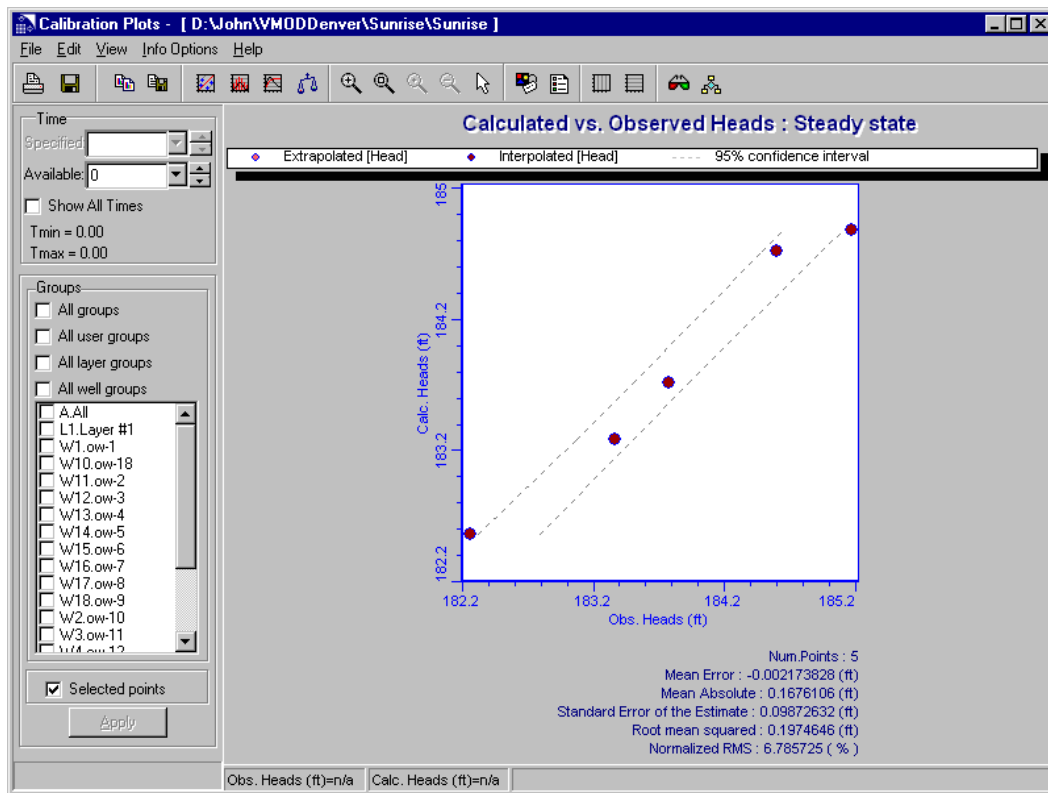 Calibration Plots - [ D:\John\VMODDenver\Sunrise\Sunrise ]
File Edit View Info Options Help
Time
Specified
Available: 0
Show All Times
Tmin = 0.00
Tmax = 0.00
Groups
All groups
All user groups
All layer groups
All well groups
A.All
L1.Layer #1
W1.ow-1
W10.ow-18
W11.ow-2
W12.ow-3
W13.ow-4
W14.ow-5
W15.ow-6
W16.ow-7
W17.ow-8
W18.ow-9
W2.ow-10
W3.ow-11
W4.ow-12
Selected points
Apply
Calculated vs. Observed Heads : Steady state
Extrapolated [Head] Interpolated [Head] 95% confidence interval
Calc. Heads (ft)
185
184.2
183.2
182.2
182.2 183.2 184.2 185.2
Obs. Heads (ft)
Num.Points : 5
Mean Error : -0.002173828 (ft)
Mean Absolute : 0.1676106 (ft)
Standard Error of the Estimate : 0.09872632 (ft)
Root mean squared : 0.1974646 (ft)
Normalized RMS : 6.785725 ( % )
Obs. Heads (ft)=n/a Calc. Heads (ft)=n/a